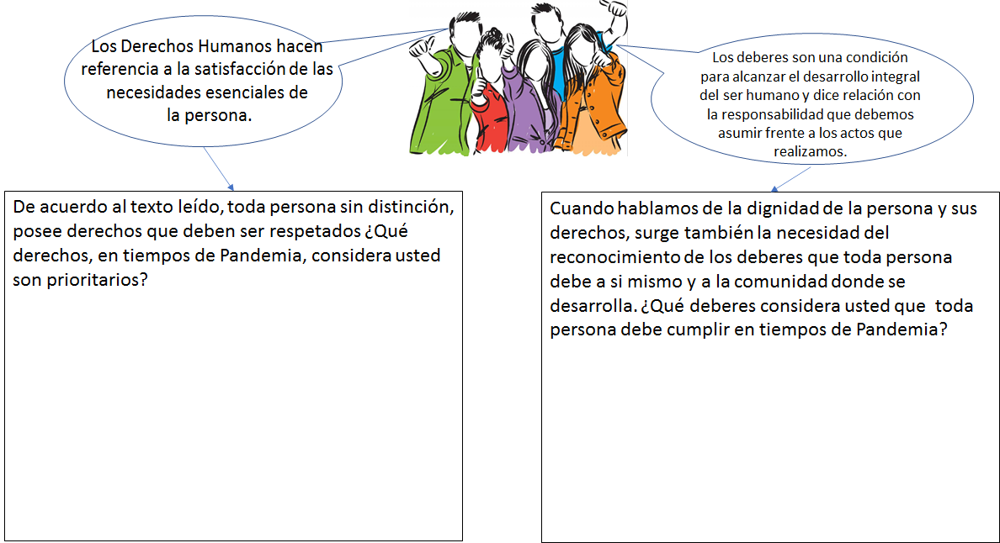 Los Derechos Humanos hacen
referencia a la satisfacción de las
necesidades esenciales de
la persona.
Los deberes son una condición
para alcanzar el desarrollo integral
del ser humano y dice relación con
la responsabilidad que debemos
asumir frente a los actos que
realizamos.
De acuerdo al texto leído, toda persona sin distinción,
posee derechos que deben ser respetados ¿Qué
derechos, en tiempos de Pandemia, considera usted
son prioritarios?
Cuando hablamos de la dignidad de la persona y sus
derechos, surge también la necesidad del
reconocimiento de los deberes que toda persona
debe a si mismo y a la comunidad donde se
desarrolla. ¿Qué deberes considera usted que  toda
persona debe cumplir en tiempos de Pandemia?